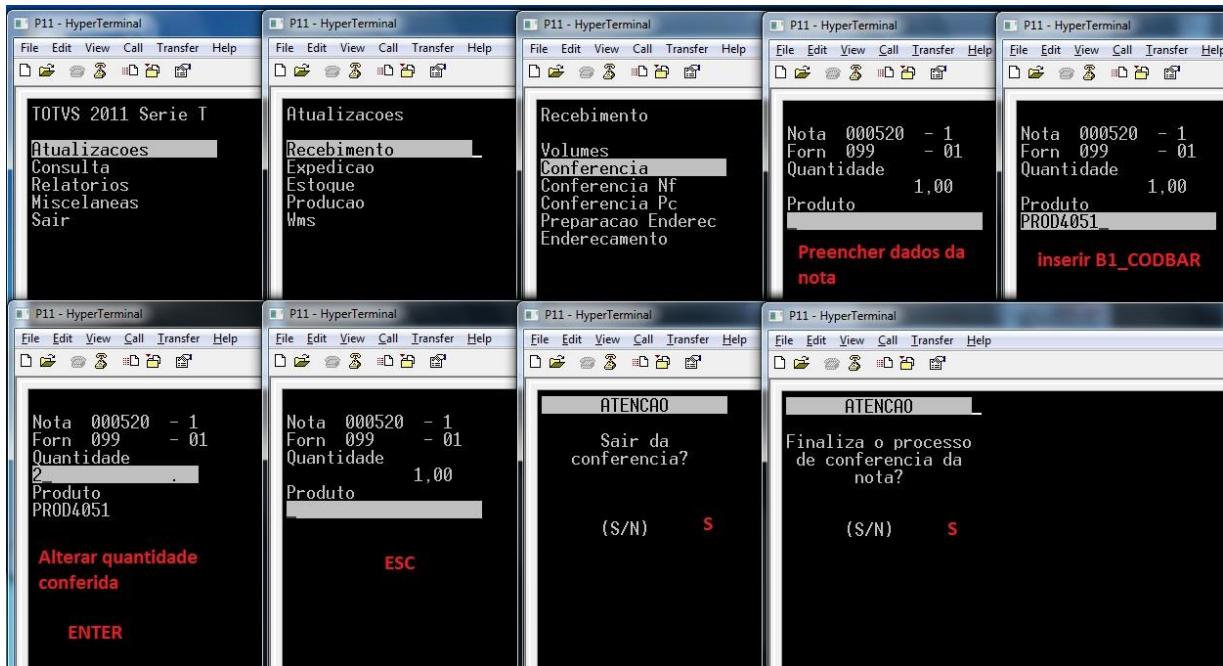 P11 - HyperTerminal
File Edit View Call Transfer Help
TOTVS 2011 Serie T
Atualizacoes
Consulta
Relatorios
Miscelaneas
Sair
P11 - HyperTerminal
File Edit View Call Transfer Help
Atualizacoes
Recebimento
Expedicao
Estoque
Producao
Wms
P11 - HyperTerminal
File Edit View Call Transfer Help
Recebimento
Volumes
Conferencia
Conferencia Nf
Conferencia Pc
Preparacao Enderec
Enderecamento
P11 - HyperTerminal
File Edit View Call Transfer Help
Nota 000520 - 1
Forn 099 - 01
Quantidade
1,00
Produto
Preencher dados da
nota
P11 - HyperTerminal
File Edit View Call Transfer Help
Nota 000520 - 1
Forn 099 - 01
Quantidade
1,00
Produto
PROD4051_
inserir B1_CODBAR
P11 - HyperTerminal
File Edit View Call Transfer Help
Nota 000520 - 1
Forn 099 - 01
Quantidade
2_ .
Produto
PROD4051
Alterar quantidade
conferida
ENTER
P11 - HyperTerminal
File Edit View Call Transfer Help
Nota 000520 - 1
Forn 099 - 01
Quantidade
1,00
Produto
ESC
P11 - HyperTerminal
File Edit View Call Transfer Help
ATENCAO
Sair da
conferencia?
(S/N) S
P11 - HyperTerminal
File Edit View Call Transfer Help
ATENCAO
Finaliza o processo
de conferencia da
nota?
(S/N) S